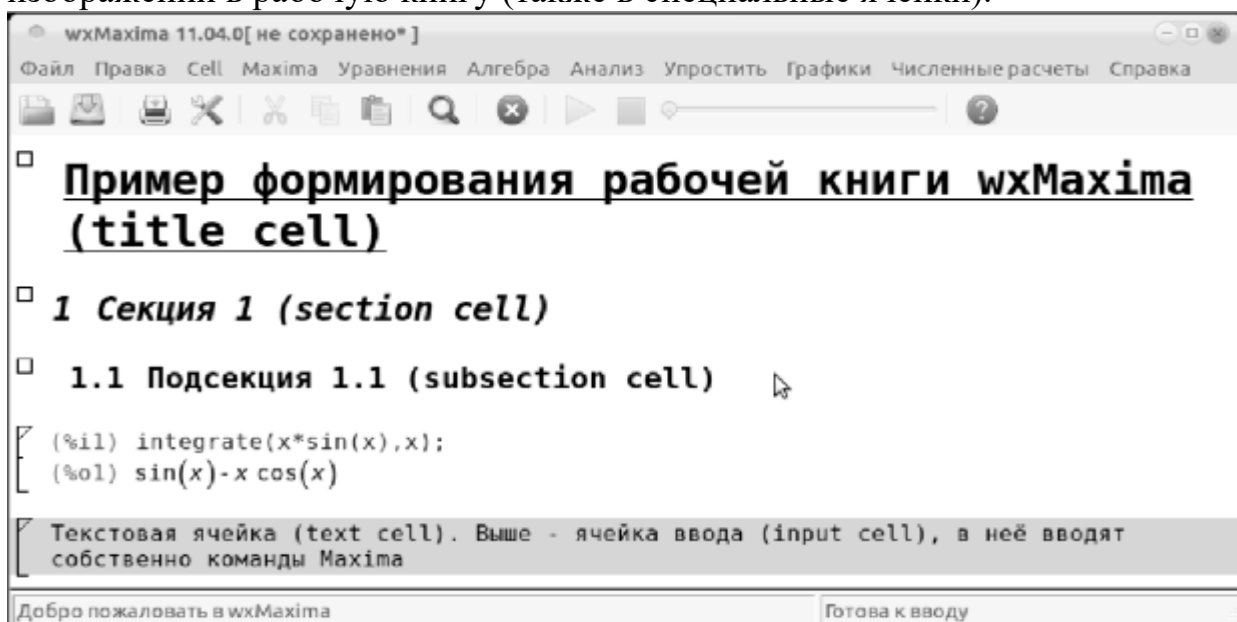 изображений в рабочую книгу (также в специальные ячейки).
wxMaxima 11.04.0[ не сохранено* ]
Файл Правка Cell Maxima Уравнения Алгебра Анализ Упростить Графики Численные расчеты Справка
Пример формирования рабочей книги wxMaxima
(title cell)
1 Секция 1 (section cell)
1.1 Подсекция 1.1 (subsection cell)
(%i1) integrate(x*sin(x),x);
(%o1) sin(x)-x cos(x)
Текстовая ячейка (text cell). Выше - ячейка ввода (input cell), в неё вводят
собственно команды Maxima
Добро пожаловать в wxMaxima Готова к вводу